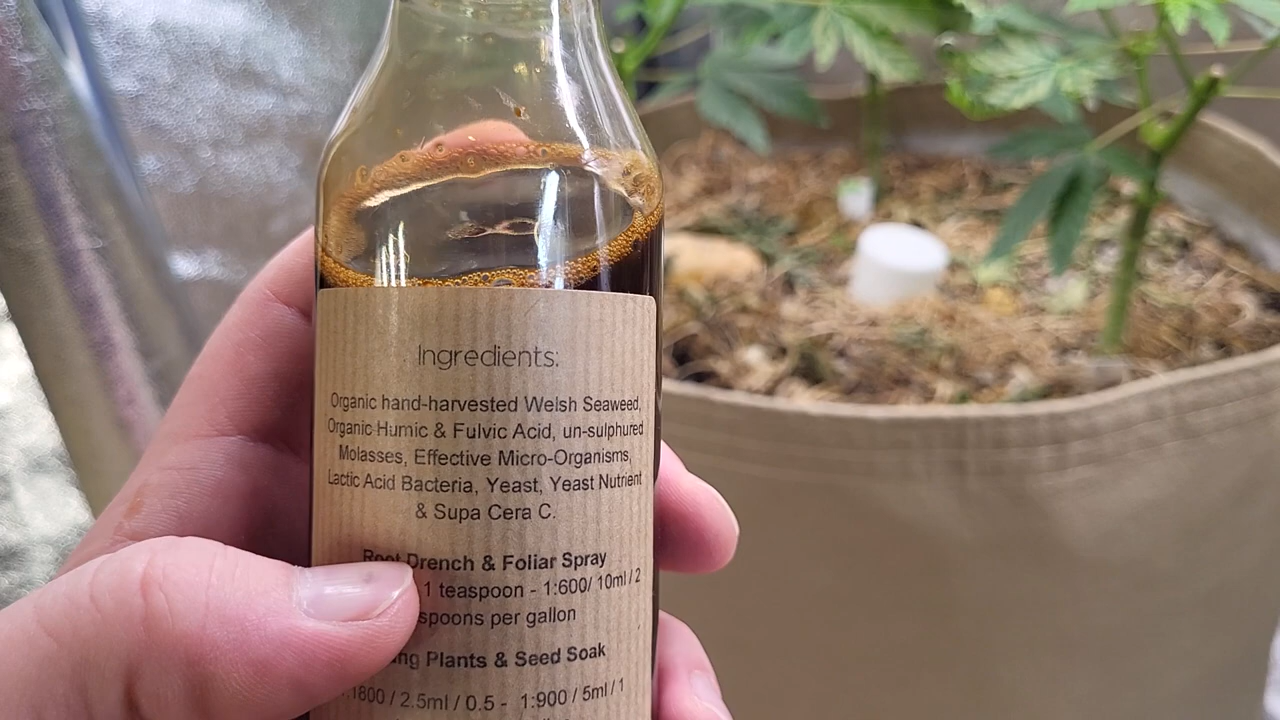 Ingredients:
Organic hand-harvested Welsh Seaweed,
Organic Humic & Fulvic Acid, un-sulphured
Molasses, Effective Micro-Organisms,
Lactic Acid Bacteria, Yeast, Yeast Nutrient
& Supa Cera C.
Root Drench & Foliar Spray
1 teaspoon - 1:600/ 10ml / 2
spoons per gallon
ng Plants & Seed Soak
1800 / 2.5ml / 0.5 - 1:900 / 5ml / 1